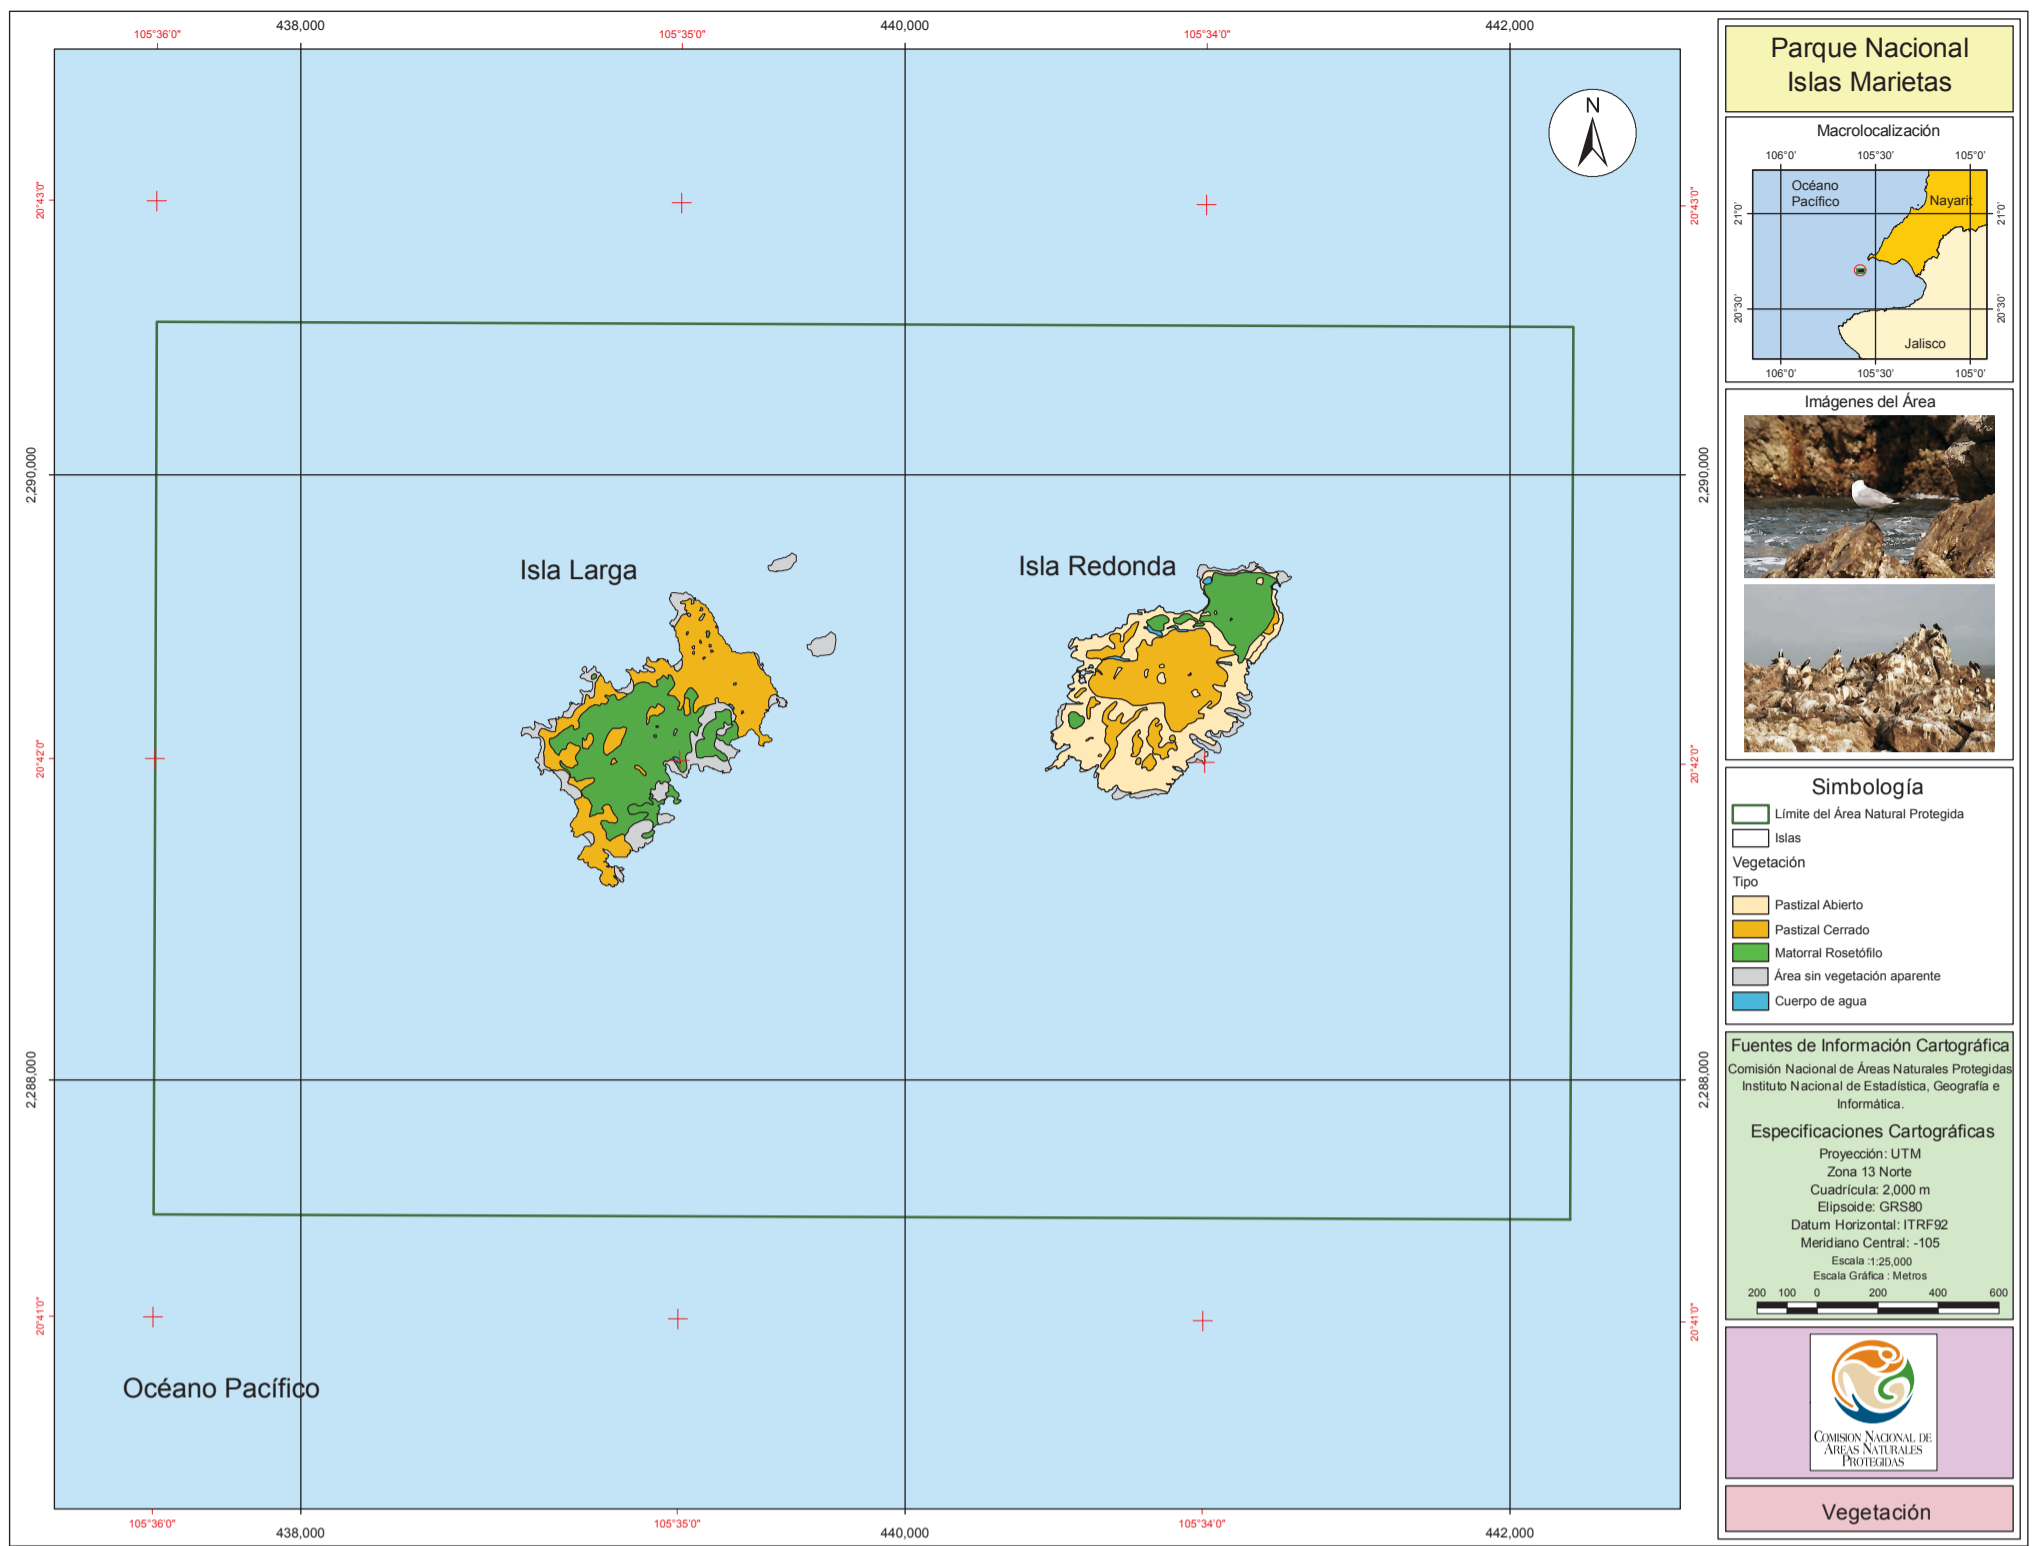 438,000
440,000
442,000
105°36'0"
105°35'0"
105°34'0"
N
20°43'0"
20°43'0"
2,290,000
2,290,000
Isla Larga
Isla Redonda
20°42'0"
20°42'0"
2,288,000
2,288,000
20°41'0"
20°41'0"
Océano Pacífico
105°36'0"
105°35'0"
105°34'0"
438,000
440,000
442,000
Parque Nacional
Islas Marietas
Macrolocalización
106°0'
105°30'
105°0'
Océano
Pacífico
Nayarit
21°0'
21°0'
20°30'
20°30'
Jalisco
106°0'
105°30'
105°0'
Imágenes del Área
Simbología
Límite del Área Natural Protegida
Islas
Vegetación
Tipo
Pastizal Abierto
Pastizal Cerrado
Matorral Rosetófilo
Área sin vegetación aparente
Cuerpo de agua
Fuentes de Información Cartográfica
Comisión Nacional de Áreas Naturales Protegidas
Instituto Nacional de Estadística, Geografía e
Informática.
Especificaciones Cartográficas
Proyección: UTM
Zona 13 Norte
Cuadrícula: 2,000 m
Elipsoide: GRS80
Datum Horizontal: ITRF92
Meridiano Central: -105
Escala :1:25,000
Escala Gráfica : Metros
200 100 0 200 400 600
COMISION NACIONAL DE
AREAS NATURALES
PROTEGIDAS
Vegetación